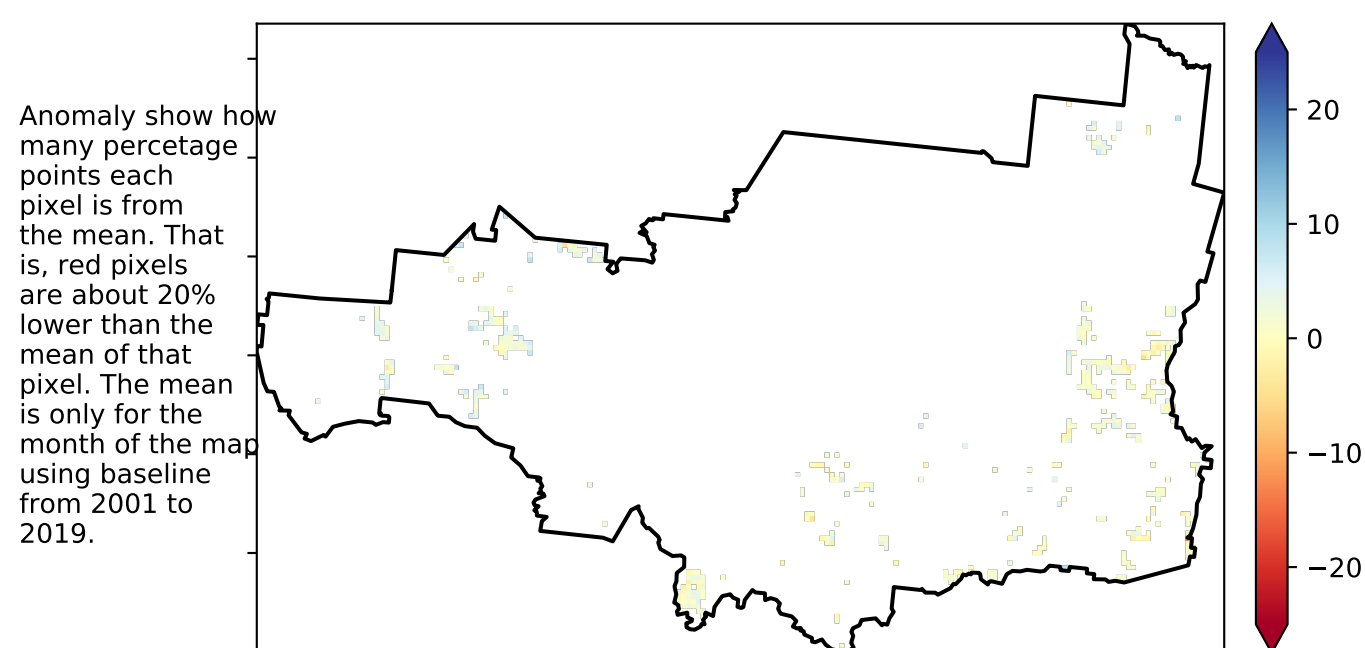 Anomaly show how
many percetage
points each
pixel is from
the mean. That
is, red pixels
are about 20%
lower than the
mean of that
pixel. The mean
is only for the
month of the map
using baseline
from 2001 to
2019.
20
10
0
−10
−20